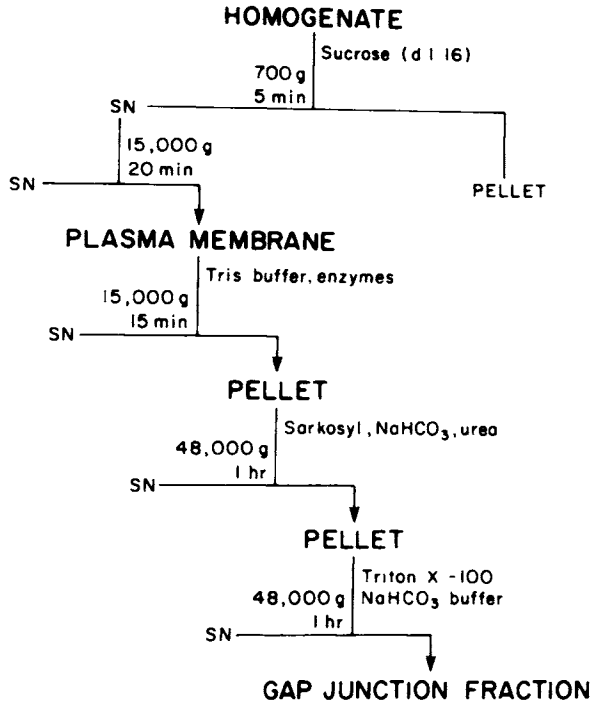 HOMOGENATE
Sucrose (d 1 16)
700 g
5 min
SN
15,000 g
20 min
SN
PELLET
PLASMA MEMBRANE
Tris buffer, enzymes
15,000 g
15 min
SN
PELLET
Sarkosyl, NaHCO₃, urea
48,000 g
1 hr
SN
PELLET
Triton X -100
48,000 g
NaHCO₃ buffer
1 hr
SN
GAP JUNCTION FRACTION